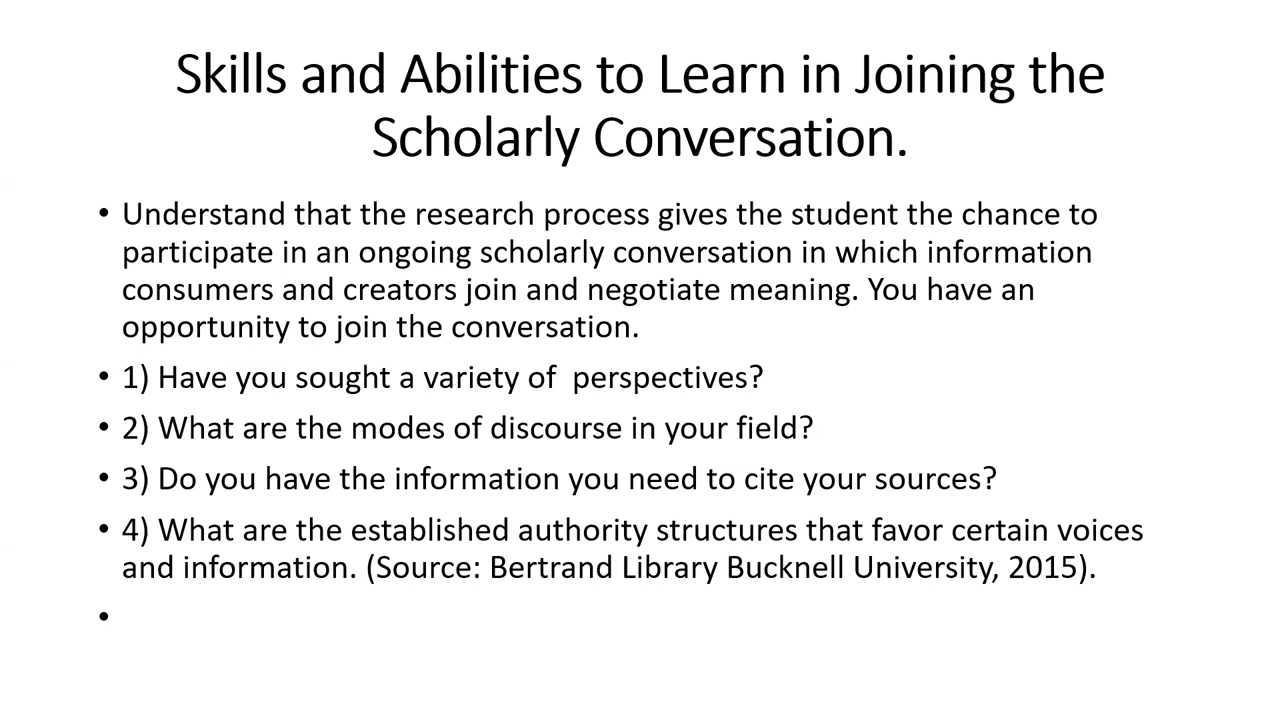 Skills and Abilities to Learn in Joining the
Scholarly Conversation.
• Understand that the research process gives the student the chance to
participate in an ongoing scholarly conversation in which information
consumers and creators join and negotiate meaning. You have an
opportunity to join the conversation.
• 1) Have you sought a variety of  perspectives?
• 2) What are the modes of discourse in your field?
• 3) Do you have the information you need to cite your sources?
• 4) What are the established authority structures that favor certain voices
and information. (Source: Bertrand Library Bucknell University, 2015).
•